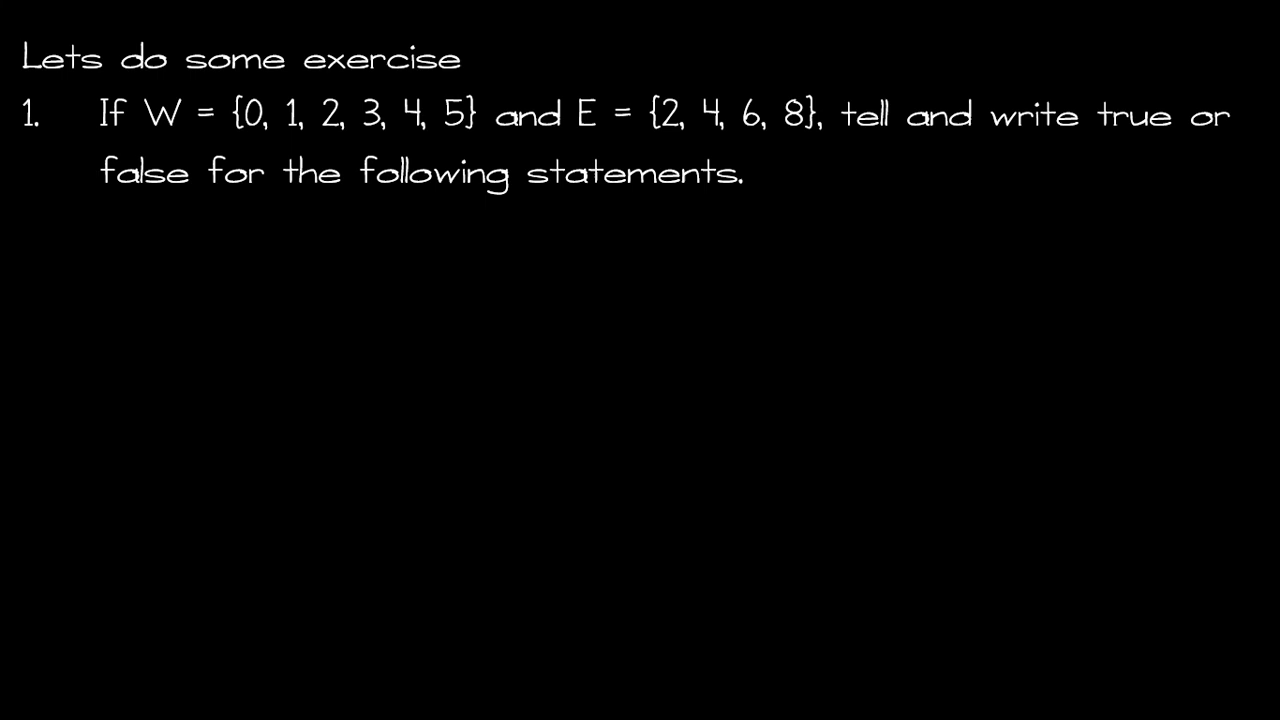 Lets do some exercise
1. If W = {0, 1, 2, 3, 4, 5} and E = {2, 4, 6, 8}, tell and write true or
false for the following statements.